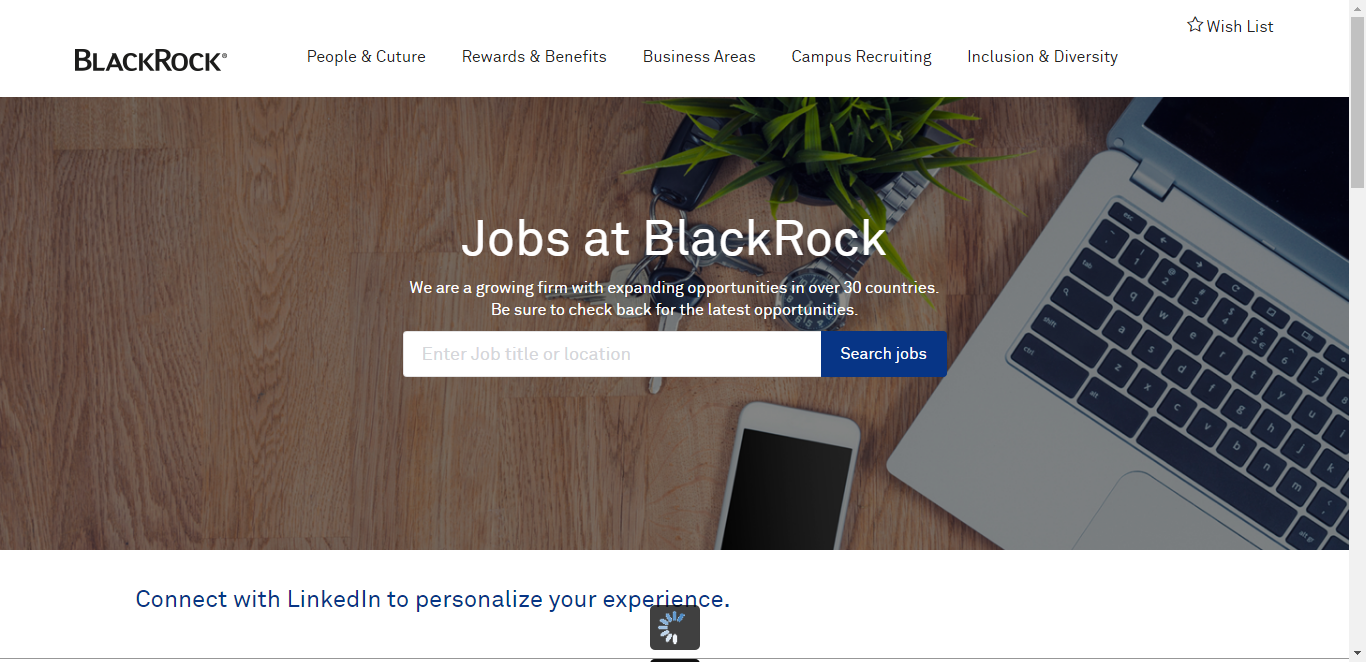 Wish List
BLACKROCK®
People & Cuture
Rewards & Benefits
Business Areas
Campus Recruiting
Inclusion & Diversity
Jobs at BlackRock
We are a growing firm with expanding opportunities in over 30 countries.
Be sure to check back for the latest opportunities.
Enter Job title or location
Search jobs
Connect with LinkedIn to personalize your experience.